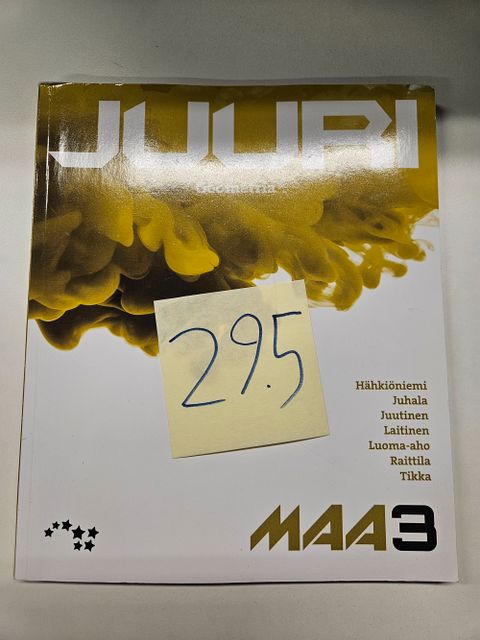 JUURI
Geometria
29.5
Hähkiöniemi
Juhala
Juutinen
Laitinen
Luoma-aho
Raittila
Tikka
MAA3